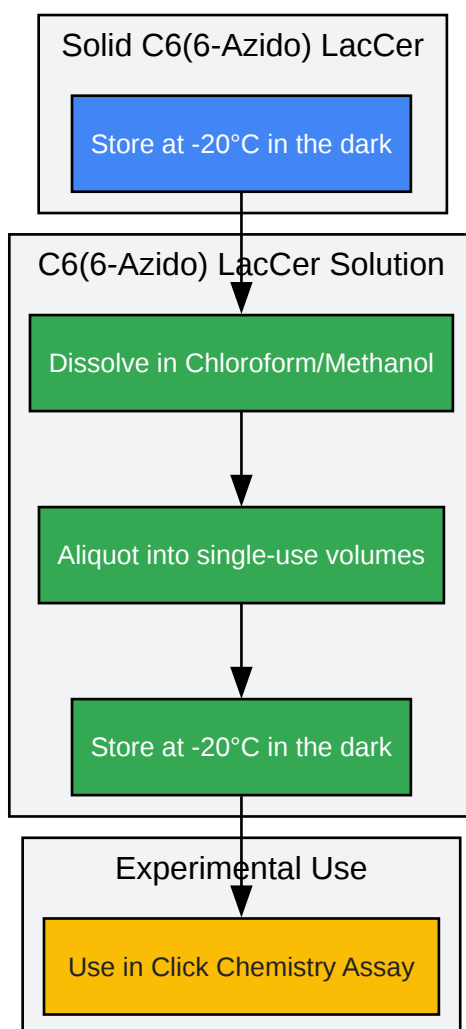 Solid C6(6-Azido) LacCer
Store at -20°C in the dark
C6(6-Azido) LacCer Solution
Dissolve in Chloroform/Methanol
Aliquot into single-use volumes
Store at -20°C in the dark
Experimental Use
Use in Click Chemistry Assay